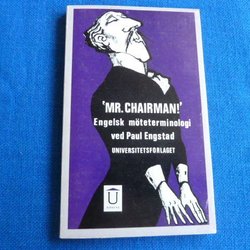 'MR. CHAIRMAN!'
Engelsk møteterminologi
ved Paul Engstad
UNIVERSITETSFORLAGET
U